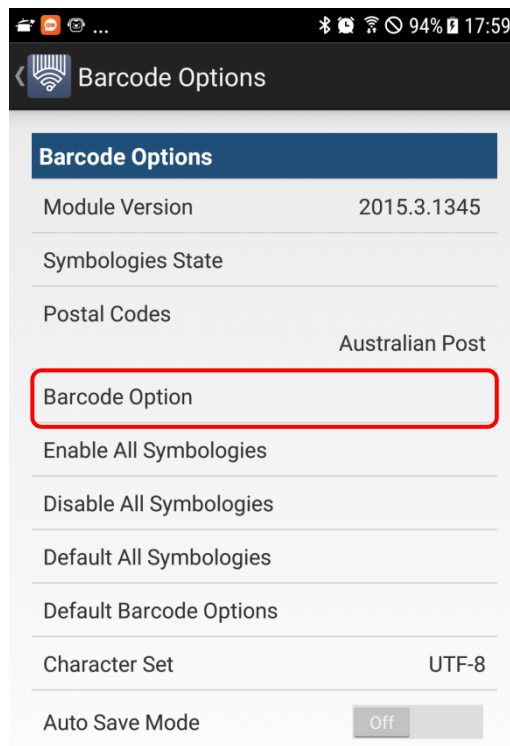 ... 94% 17:59
Barcode Options
Barcode Options
Module Version 2015.3.1345
Symbologies State
Postal Codes
Australian Post
Barcode Option
Enable All Symbologies
Disable All Symbologies
Default All Symbologies
Default Barcode Options
Character Set UTF-8
Auto Save Mode Off